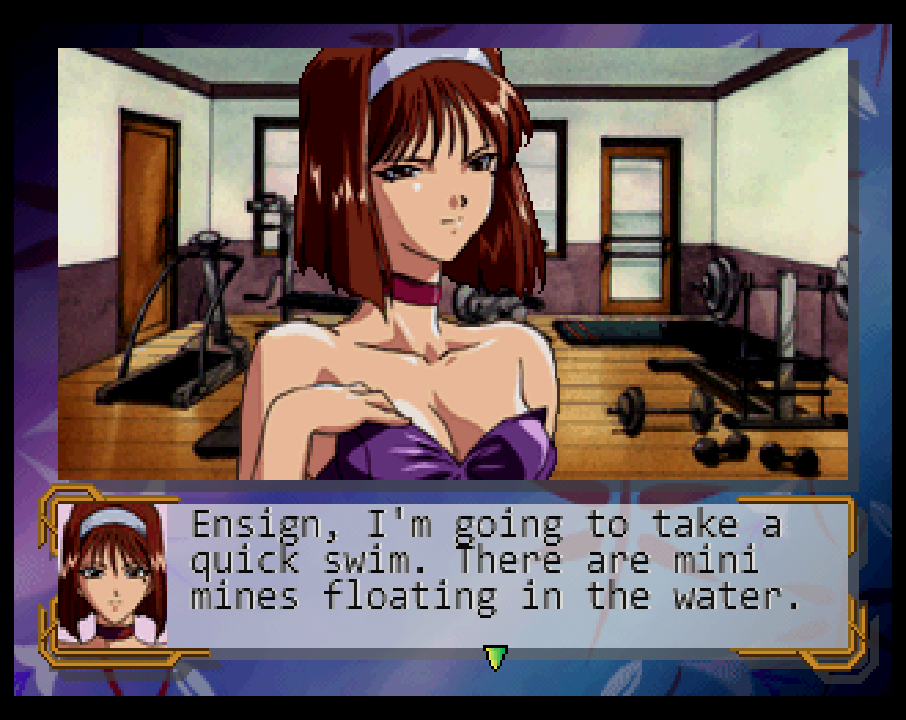 Ensign, I'm going to take a
quick swim. There are mini
mines floating in the water.